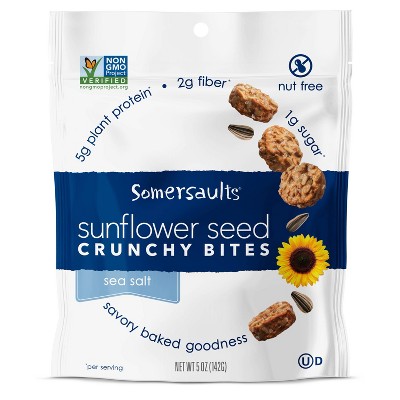 NON
GMO
Project
VERIFIED
nongmoproject.org
5g plant protein* • 2g fiber* • 1g sugar*
nut free
Somersaults®
sunflower seed
CRUNCHY BITES
sea salt
savory baked goodness
*per serving
NET WT 5 OZ (142G)
U D